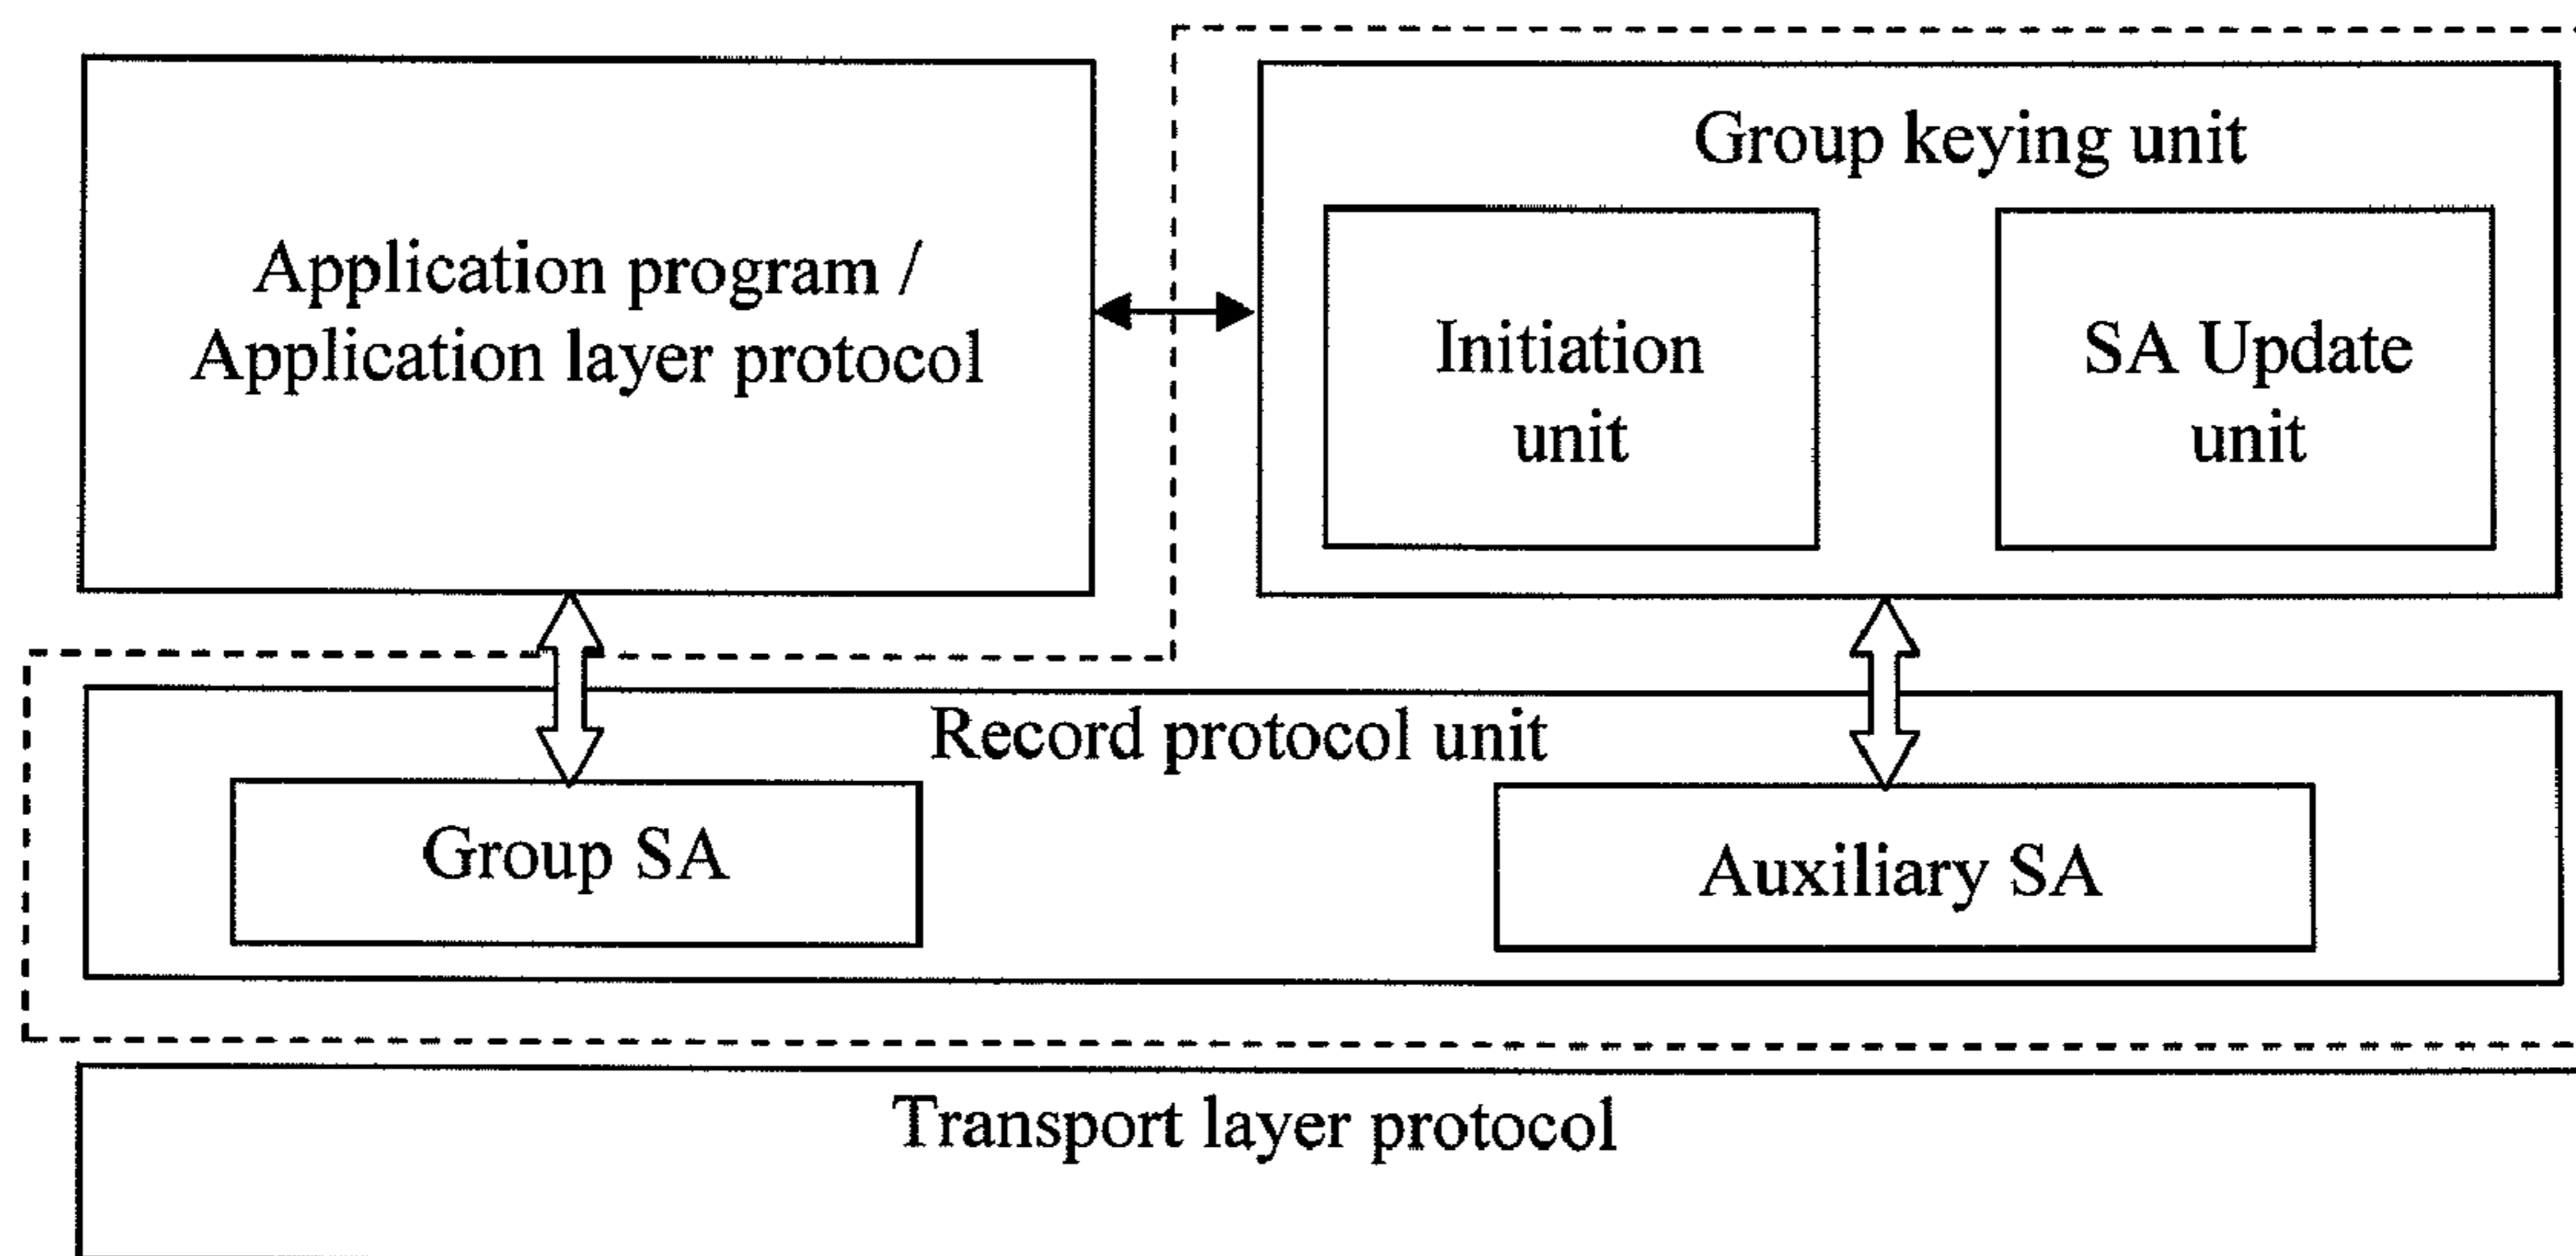 Application program /
Application layer protocol
Group keying unit
Initiation
unit
SA Update
unit
Record protocol unit
Group SA
Auxiliary SA
Transport layer protocol